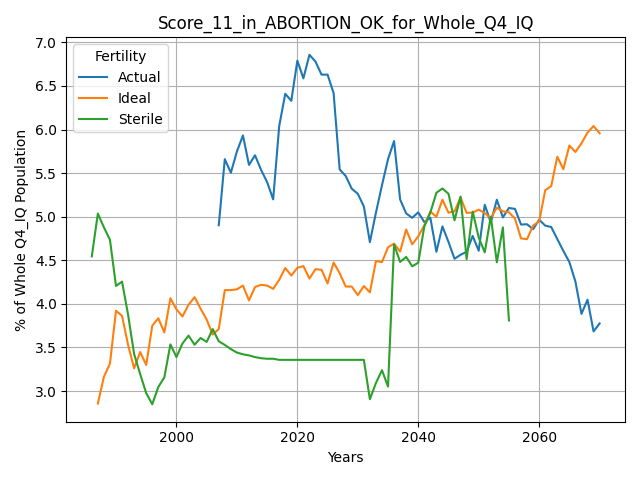 Score_11_in_ABORTION_OK_for_Whole_Q4_IQ
Fertility
Actual
Ideal
Sterile
% of Whole Q4_IQ Population
7.0
6.5
6.0
5.5
5.0
4.5
4.0
3.5
3.0
2000
2020
2040
2060
Years